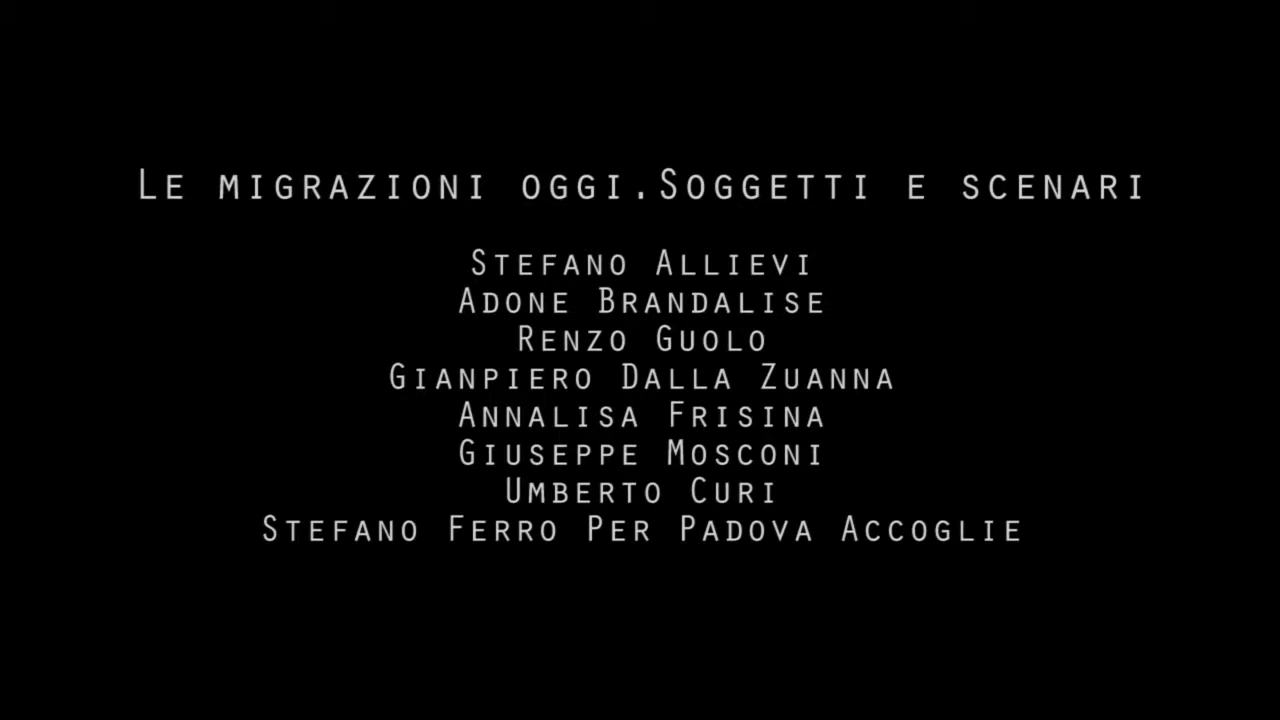 Le migrazioni oggi.Soggetti e scenari
Stefano Allievi
Adone Brandalise
Renzo Guolo
Gianpiero Dalla Zuanna
Annalisa Frisina
Giuseppe Mosconi
Umberto Curi
Stefano Ferro Per Padova Accoglie